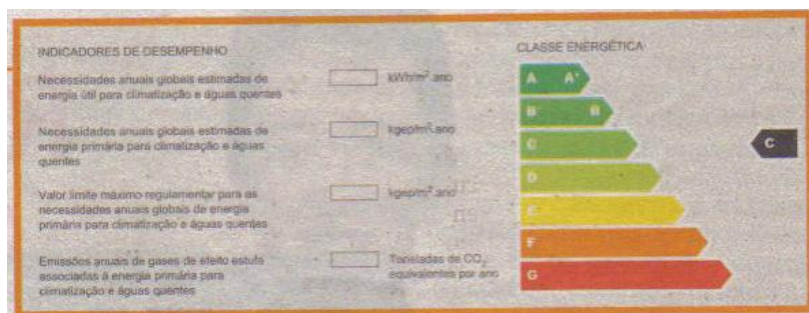 INDICADORES DE DESEMPENHO
Necessidades anuais globais estimadas de
energia útil para climatização e águas quentes
kWh/m².ano
Necessidades anuais globais estimadas de
energia primária para climatização e águas
quentes
kgep/m².ano
Valor limite máximo regulamentar para as
necessidades anuais globais de energia
primária para climatização e águas quentes
kgep/m².ano
Emissões anuais de gases de efeito estufa
associadas à energia primária para
climatização e águas quentes
Toneladas de CO₂
equivalentes por ano
CLASSE ENERGÉTICA
A A+
B B-
C
D
E
F
G
C